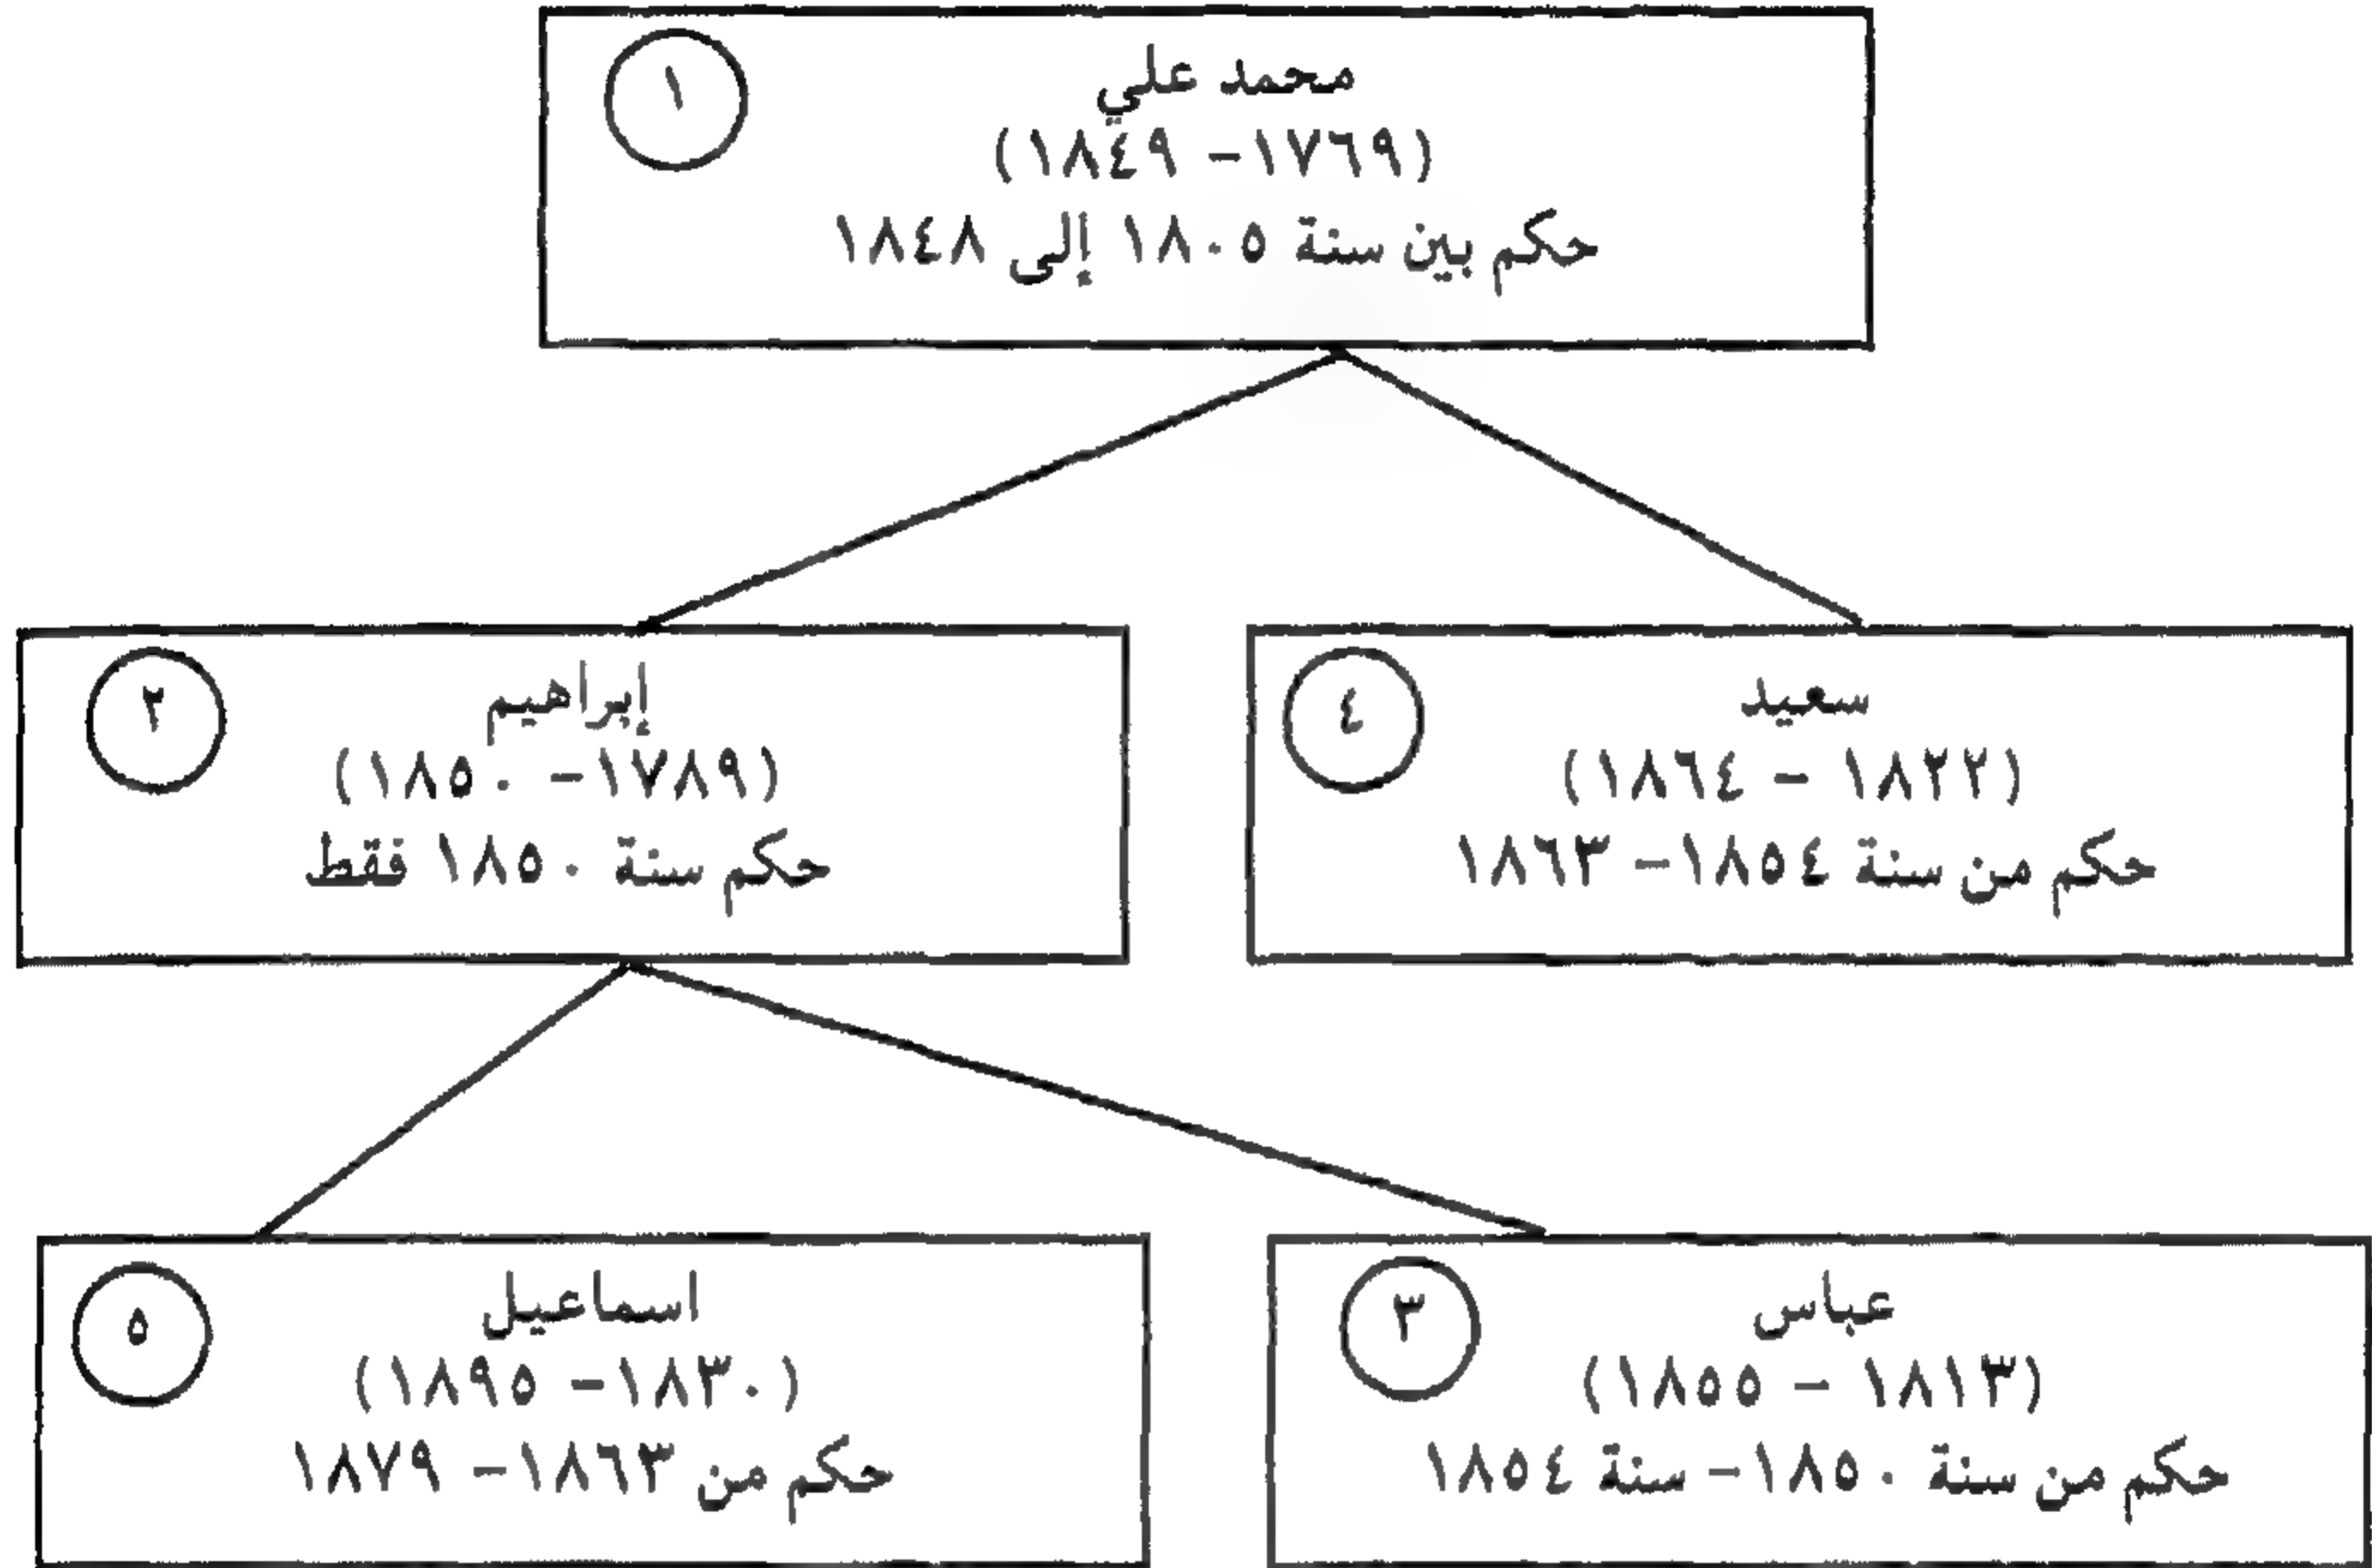 ١
محمد علي
(١٧٦٩- ١٨٤٩)
حكم بين سنة ١٨٠٥ إلى ١٨٤٨
٤
سعيد
(١٨٢٢ - ١٨٦٤)
حكم من سنة ١٨٥٤- ١٨٦٣
٢
إبراهيم
(١٧٨٩- ١٨٥٠)
حكم سنة ١٨٥٠ فقط
٣
عباس
(١٨١٣ - ١٨٥٥)
حكم من سنة ١٨٥٠- سنة ١٨٥٤
٥
اسماعيل
(١٨٣٠- ١٨٩٥)
حكم من ١٨٦٣- ١٨٧٩